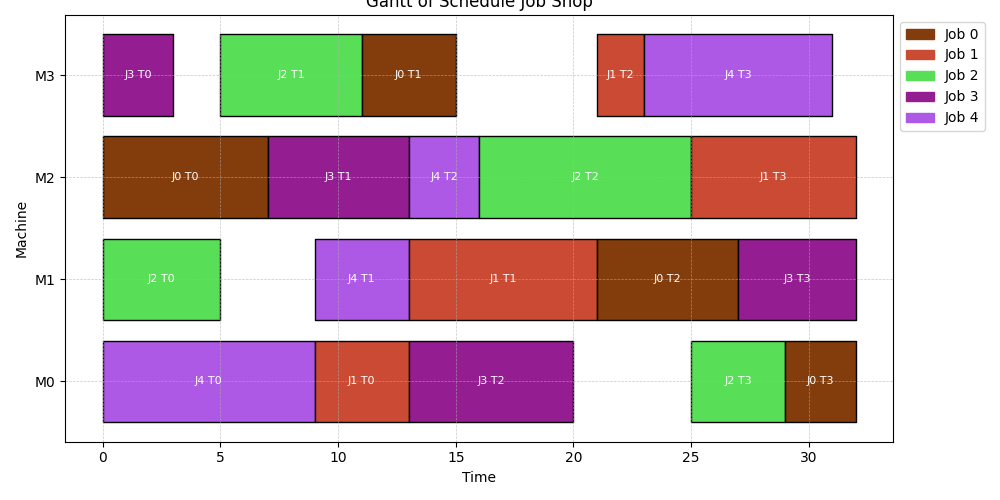 Gantt of Schedule Job Shop
M3
J3 T0
J2 T1
J0 T1
J1 T2
J4 T3
M2
J0 T0
J3 T1
J4 T2
J2 T2
J1 T3
M1
J2 T0
J4 T1
J1 T1
J0 T2
J3 T3
M0
J4 T0
J1 T0
J3 T2
J2 T3
J0 T3
Machine
0 5 10 15 20 25 30
Time
Job 0
Job 1
Job 2
Job 3
Job 4